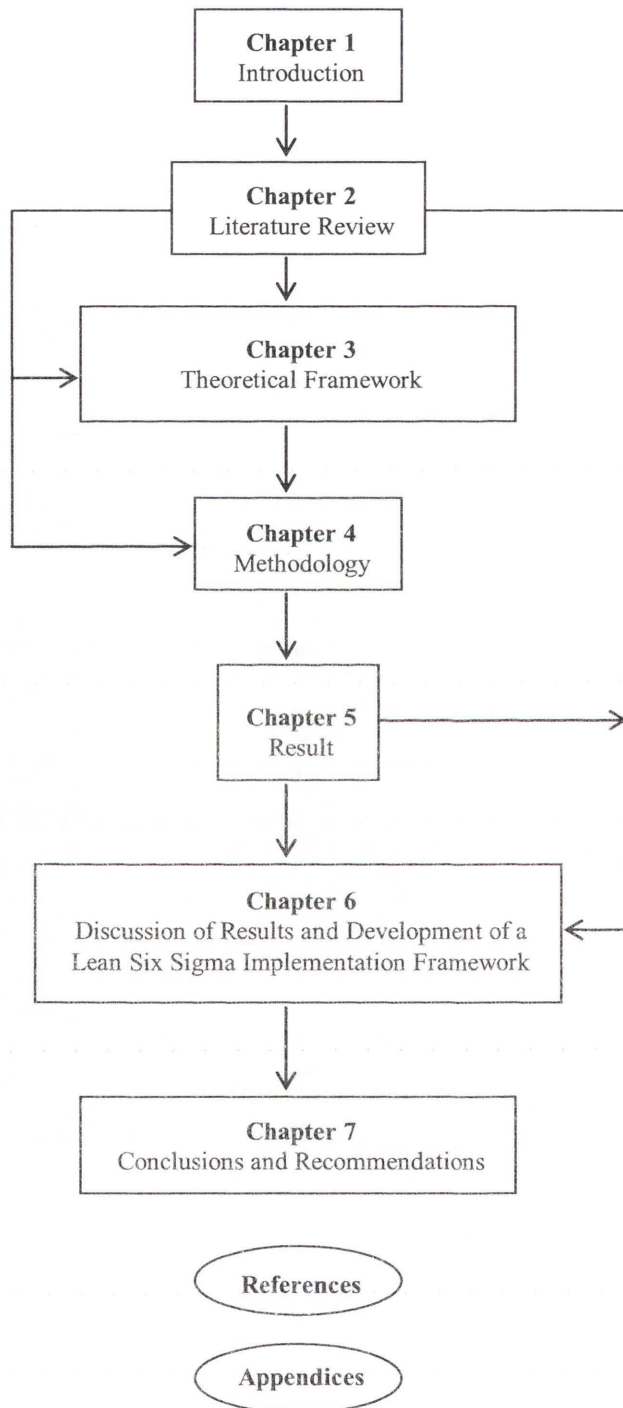 Chapter 1
Introduction
Chapter 2
Literature Review
Chapter 3
Theoretical Framework
Chapter 4
Methodology
Chapter 5
Result
Chapter 6
Discussion of Results and Development of a
Lean Six Sigma Implementation Framework
Chapter 7
Conclusions and Recommendations
References
Appendices